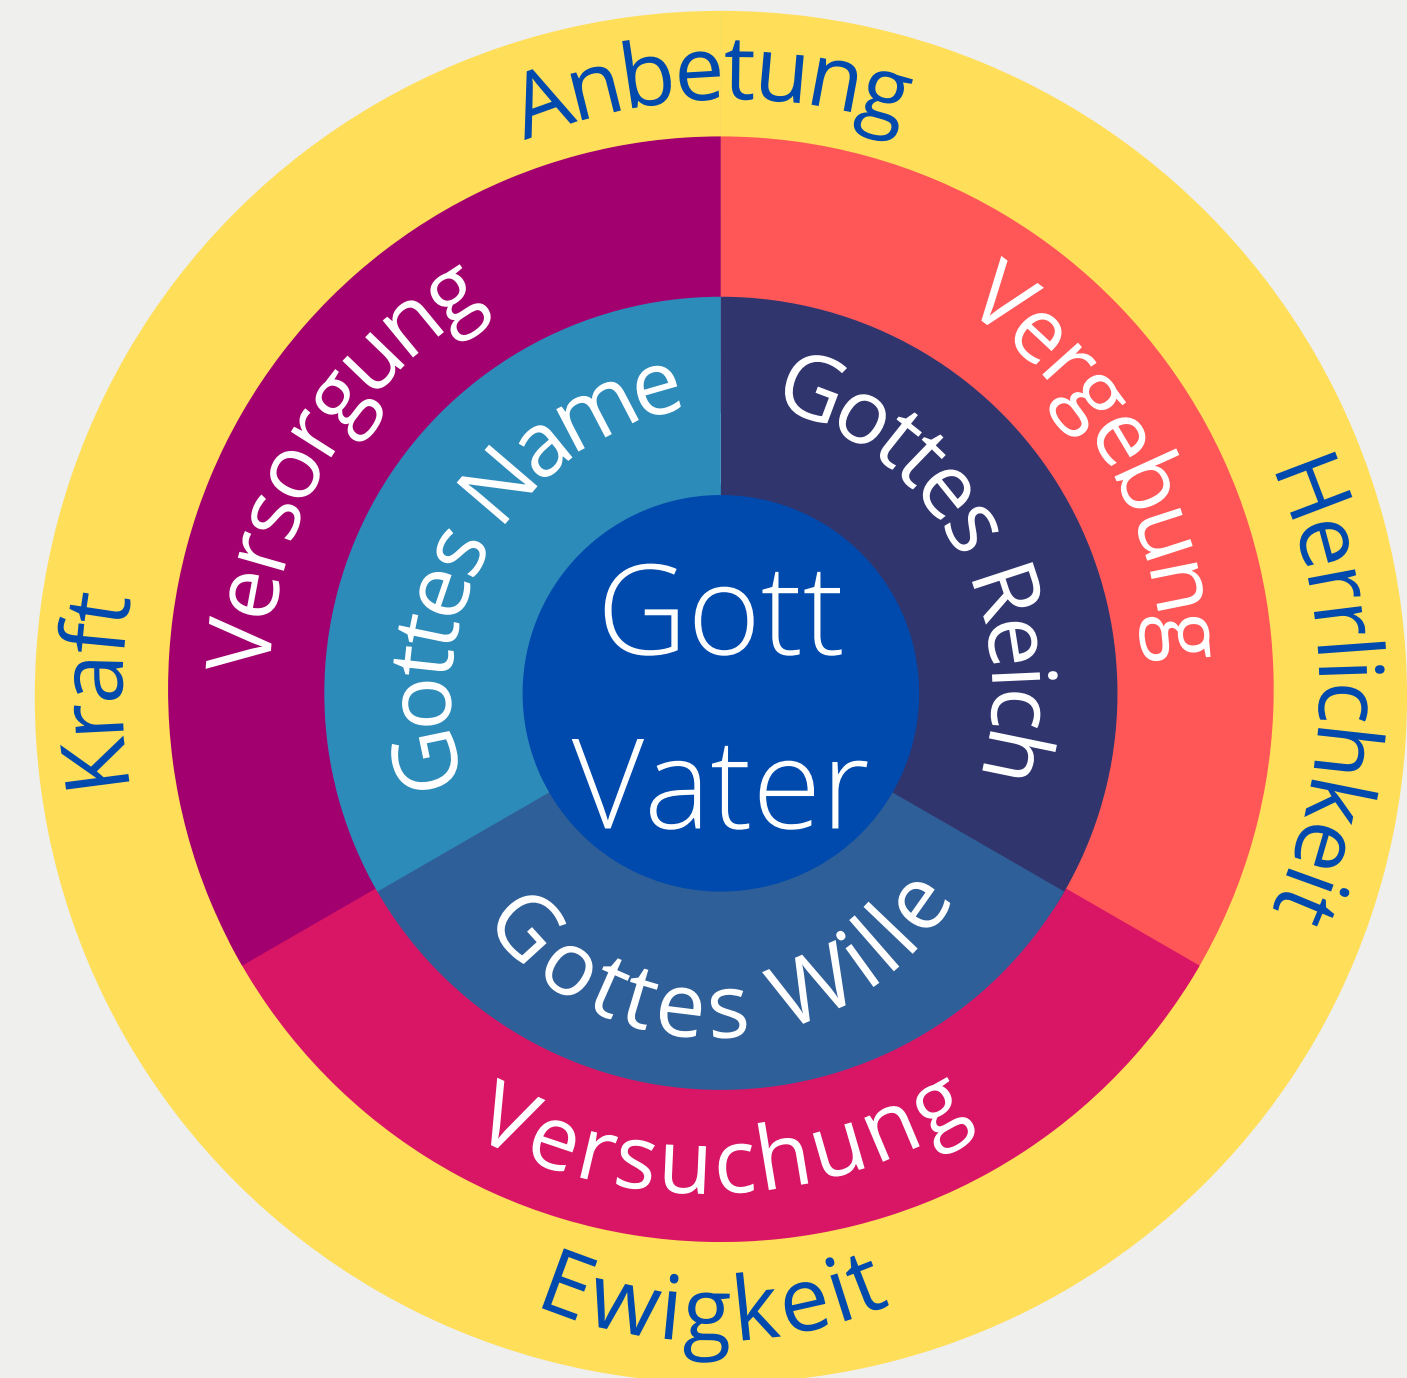 Anbetung
Versorgung
Vergebung
Gottes Name
Gottes Reich
Herrlichkeit
Kraft
Gott
Vater
Gottes Wille
Versuchung
Ewigkeit